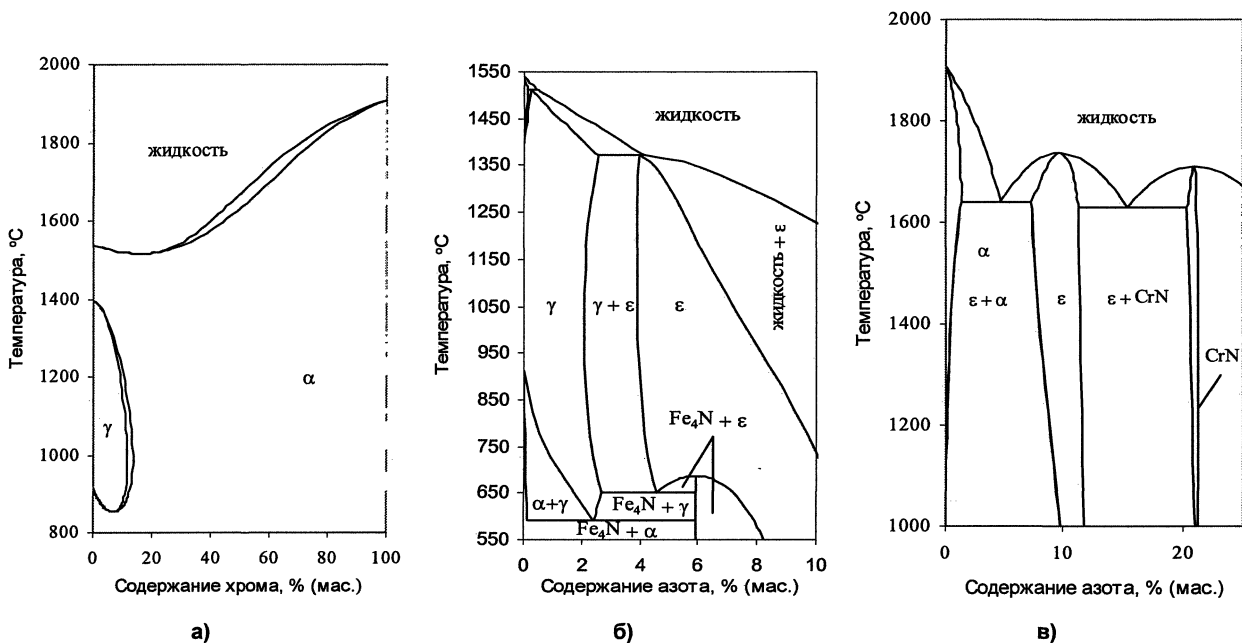 Температура, ºC
2000
1800
1600
1400
1200
1000
800
жидкость
α
γ
0
20
40
60
80
100
Содержание хрома, % (мас.)
а)
Температура, ºC
1550
1450
1350
1250
1150
1050
950
850
750
650
550
жидкость
жидкость + ε
γ
γ + ε
ε
Fe₄N + ε
α+γ
Fe₄N + γ
Fe₄N + α
0
2
4
6
8
10
Содержание азота, % (мас.)
б)
Температура, ºC
2000
1800
1600
1400
1200
1000
жидкость
α
ε + α
ε
ε + CrN
CrN
0
10
20
Содержание азота, % (мас.)
в)